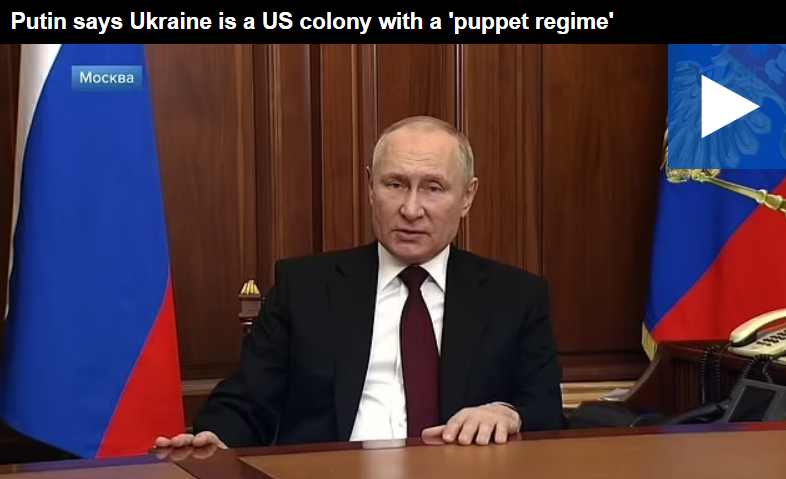 Putin says Ukraine is a US colony with a 'puppet regime'
Москва